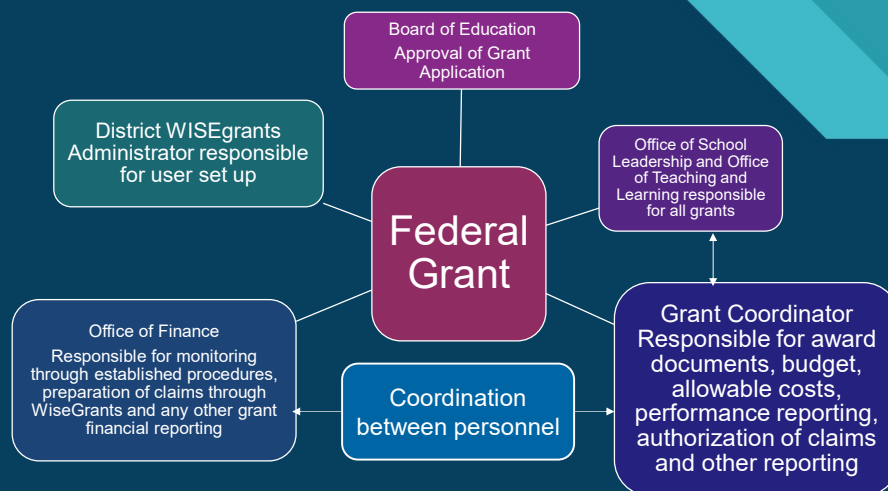 Board of Education
Approval of Grant
Application
District WISEgrants
Administrator responsible
for user set up
Office of School
Leadership and Office
of Teaching and
Learning responsible
for all grants
Federal
Grant
Office of Finance
Responsible for monitoring
through established procedures,
preparation of claims through
WiseGrants and any other grant
financial reporting
Coordination
between personnel
Grant Coordinator
Responsible for award
documents, budget,
allowable costs,
performance reporting,
authorization of claims
and other reporting